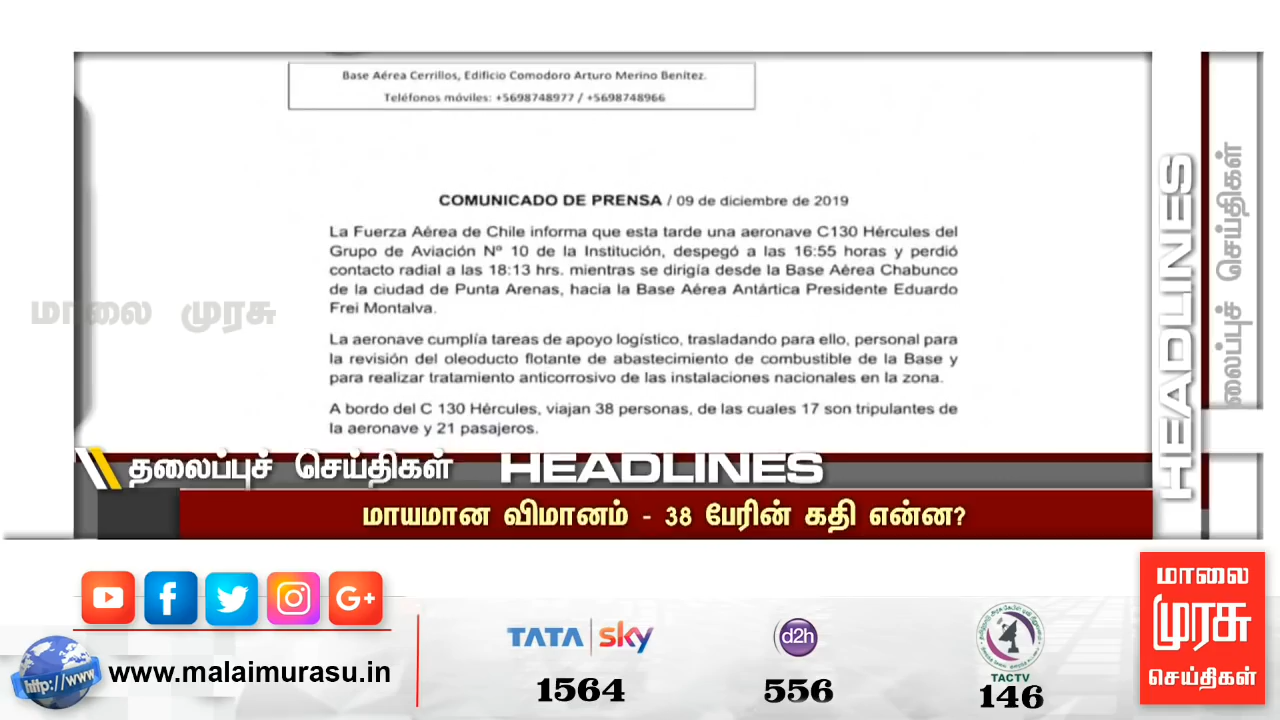 Base Aérea Cerrillos, Edificio Comodoro Arturo Merino Benítez.
Teléfonos móviles: +5698748977 / +5698748966
COMUNICADO DE PRENSA / 09 de diciembre de 2019
La Fuerza Aérea de Chile informa que esta tarde una aeronave C130 Hércules del
Grupo de Aviación Nº 10 de la Institución, despegó a las 16:55 horas y perdió
contacto radial a las 18:13 hrs. mientras se dirigía desde la Base Aérea Chabunco
de la ciudad de Punta Arenas, hacia la Base Aérea Antártica Presidente Eduardo
Frei Montalva.
மாலை முரசு
La aeronave cumplía tareas de apoyo logístico, trasladando para ello, personal para
la revisión del oleoducto flotante de abastecimiento de combustible de la Base y
para realizar tratamiento anticorrosivo de las instalaciones nacionales en la zona.
A bordo del C 130 Hércules, viajan 38 personas, de las cuales 17 son tripulantes de
la aeronave y 21 pasajeros.
HEADLINES
லைப்புச் செய்திகள்
தலைப்புச் செய்திகள் HEADLINES
மாயமான விமானம் - 38 பேரின் கதி என்ன?
G+
http://www
www.malaimurasu.in
TATA sky
1564
d2h
556
TACTV
146
மாலை
முரசு
செய்திகள்